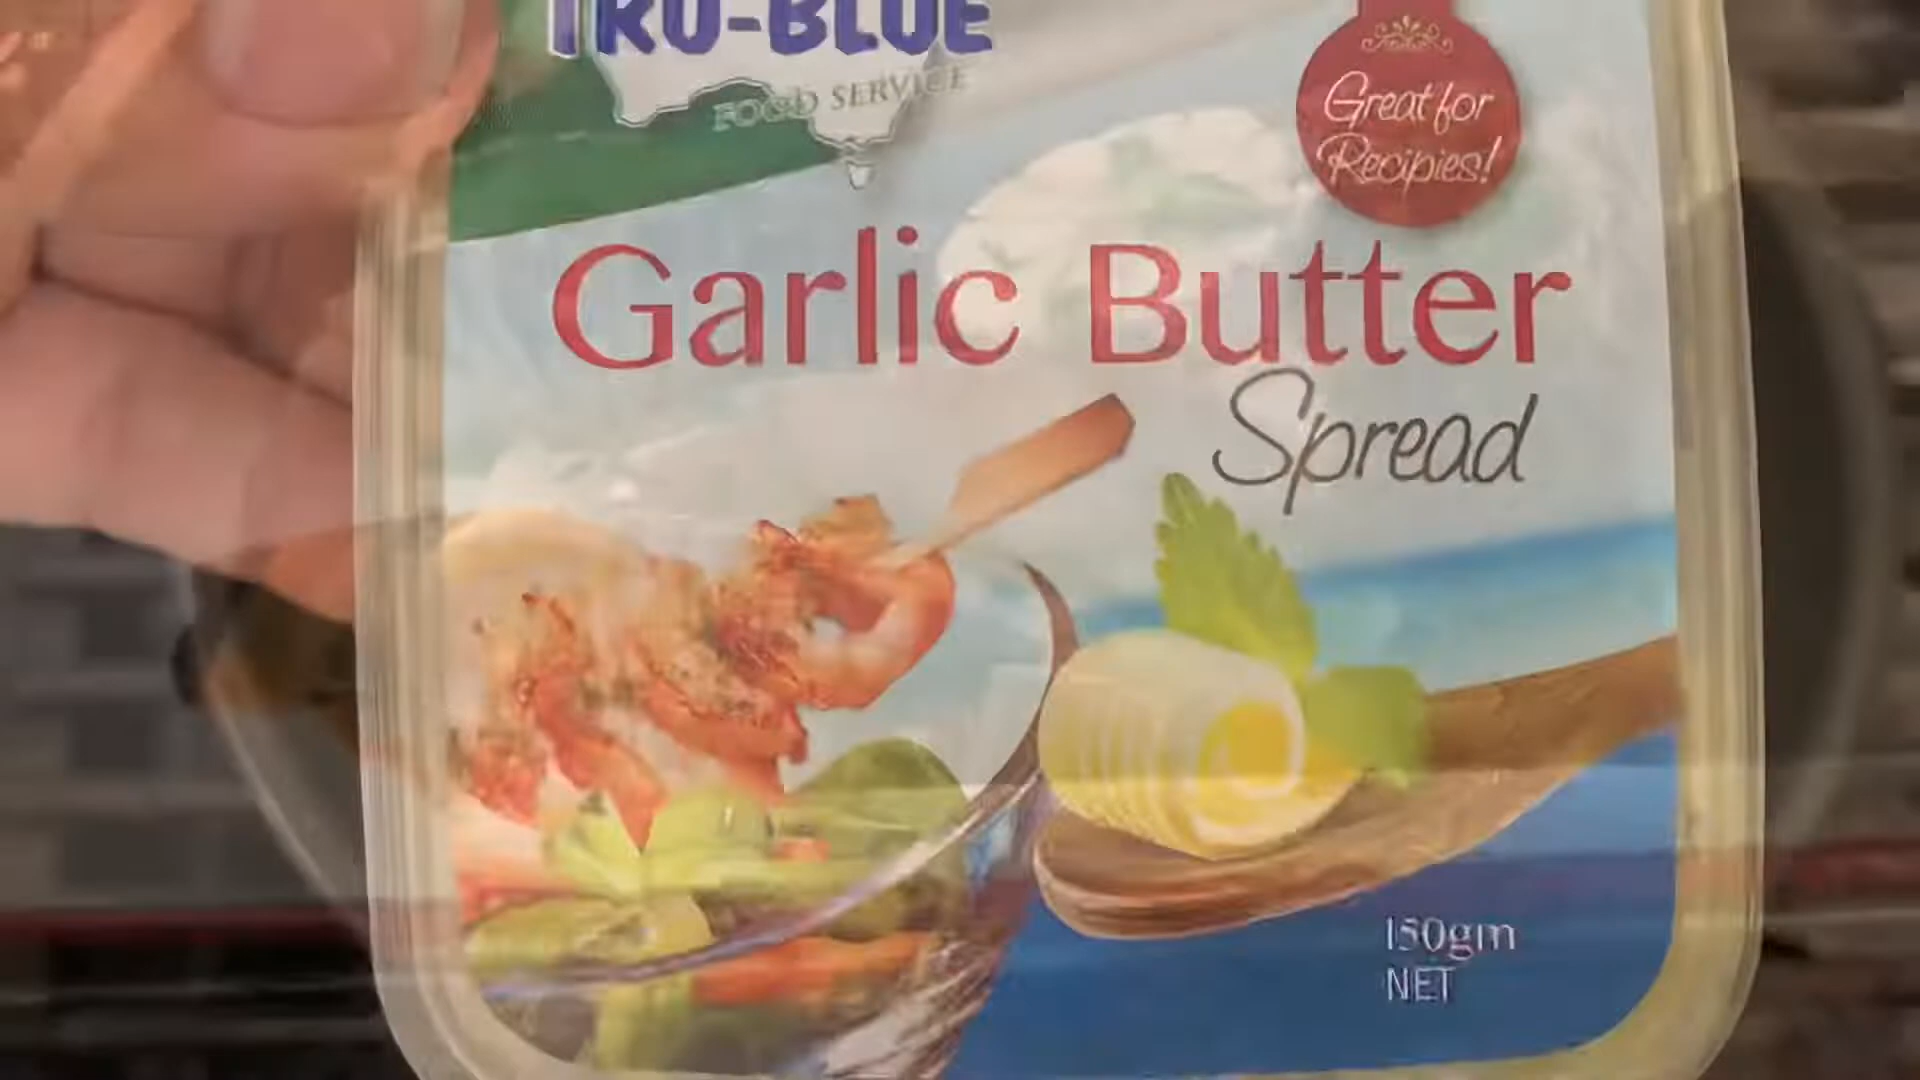 TRU-BLUE
FOOD SERVICE
Great for
Recipies!
Garlic Butter
Spread
150gm
NET